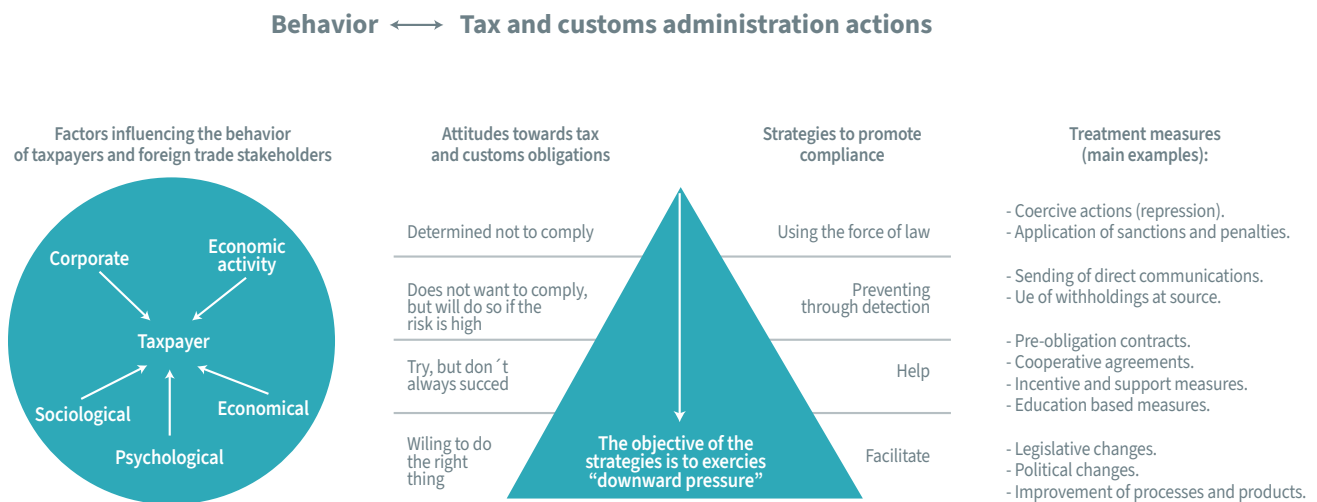 Behavior ⟷ Tax and customs administration actions
Factors influencing the behavior
of taxpayers and foreign trade stakeholders
Corporate
Economic
activity
Taxpayer
Sociological
Economical
Psychological
Attitudes towards tax
and customs obligations
Determined not to comply
Does not want to comply,
but will do so if the
risk is high
Try, but don´t
always succed
Wiling to do
the right
thing
The objective of the
strategies is to exercies
“downward pressure”
Strategies to promote
compliance
Using the force of law
Preventing
through detection
Help
Facilitate
Treatment measures
(main examples):
- Coercive actions (repression).
- Application of sanctions and penalties.
- Sending of direct communications.
- Ue of withholdings at source.
- Pre-obligation contracts.
- Cooperative agreements.
- Incentive and support measures.
- Education based measures.
- Legislative changes.
- Political changes.
- Improvement of processes and products.